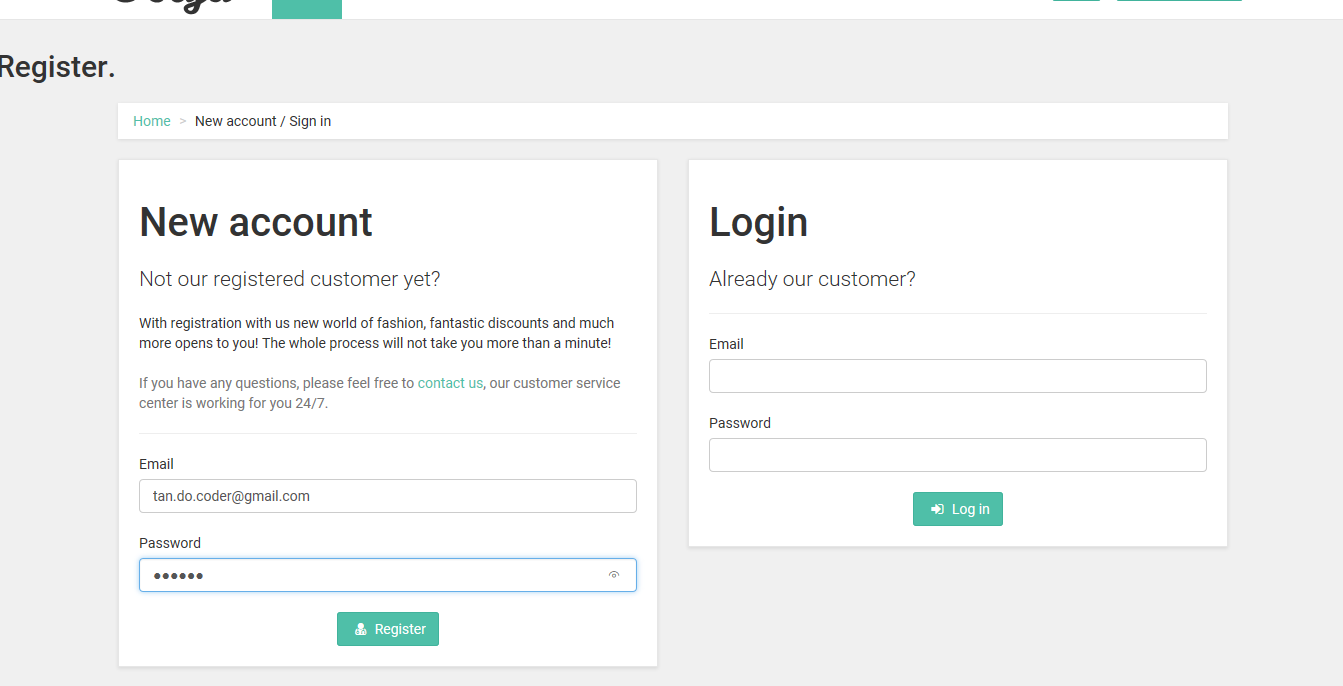 Register.
Home > New account / Sign in
New account
Not our registered customer yet?
With registration with us new world of fashion, fantastic discounts and much
more opens to you! The whole process will not take you more than a minute!
If you have any questions, please feel free to contact us, our customer service
center is working for you 24/7.
Email
tan.do.coder@gmail.com
Password
••••••
Register
Login
Already our customer?
Email
Password
Log in